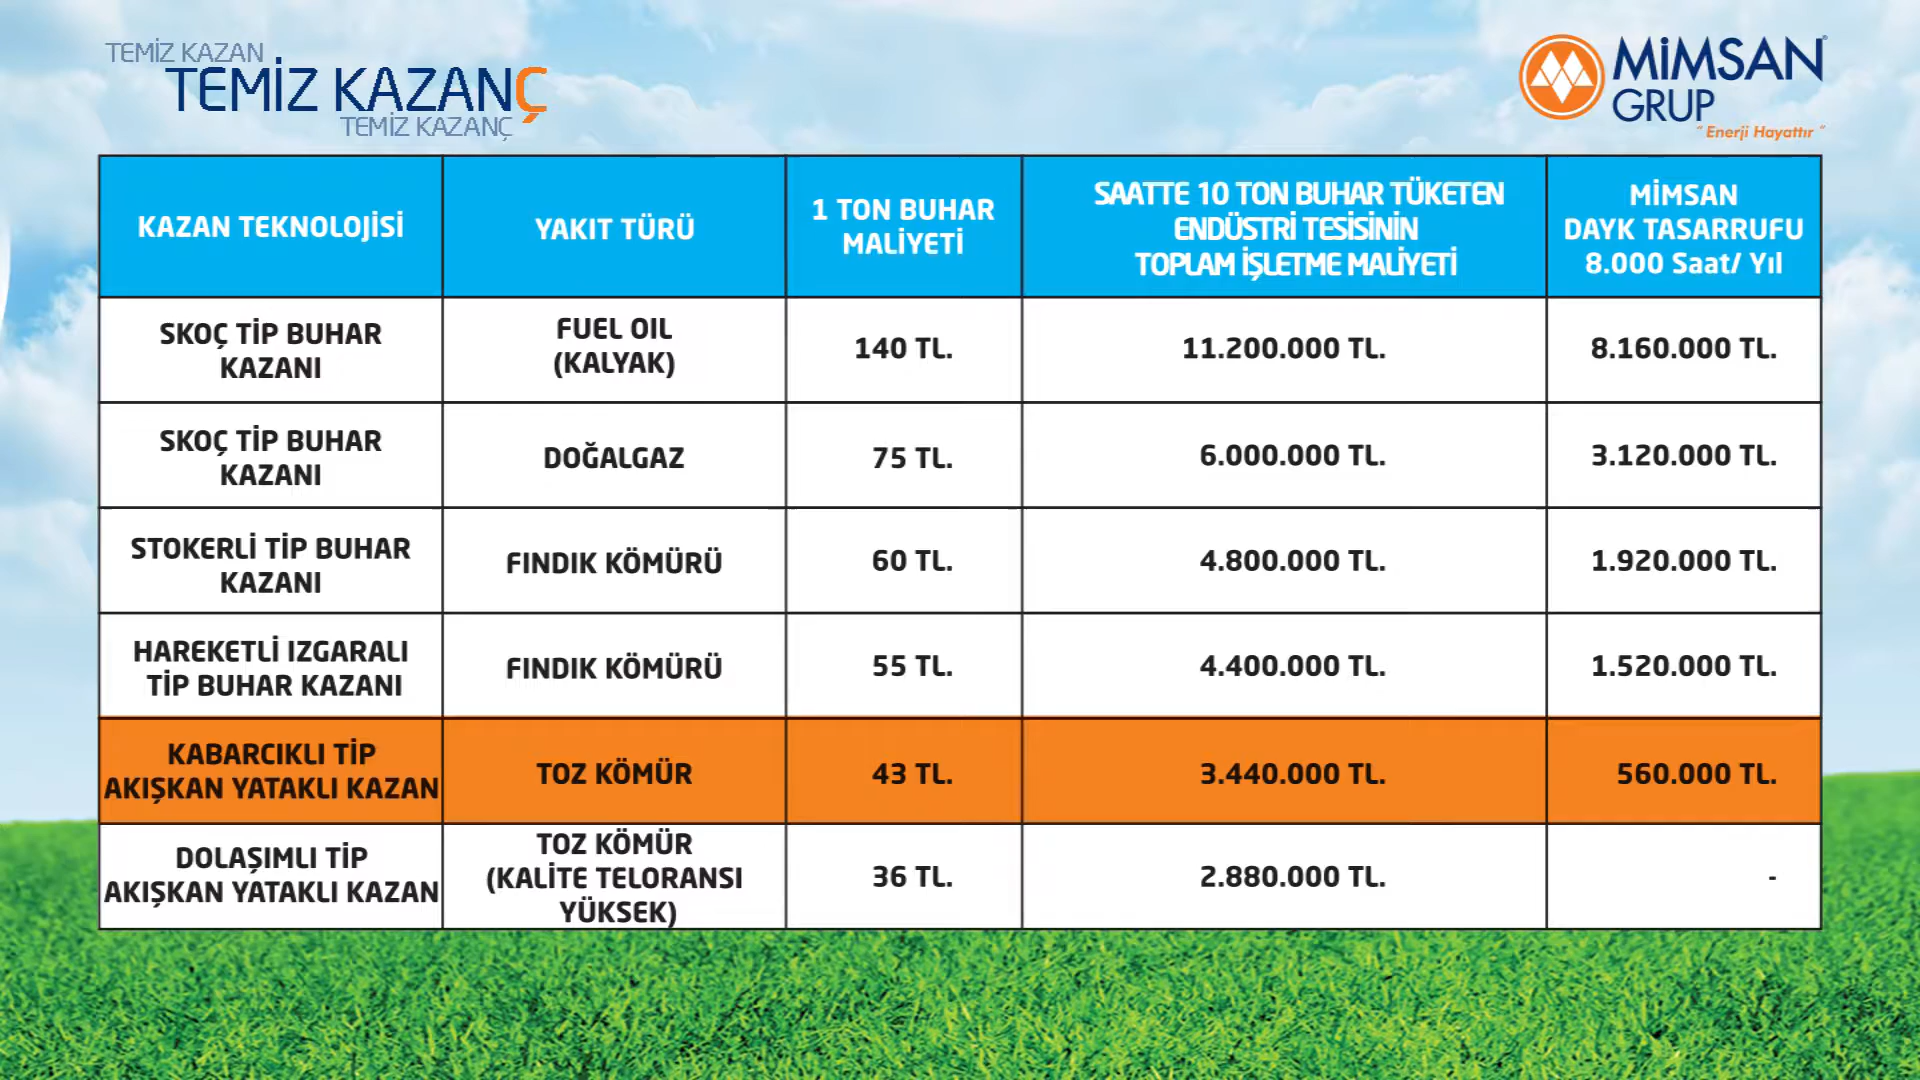 TEMİZ KAZAN
TEMİZ KAZANÇ
TEMİZ KAZANÇ
MİMSAN
GRUP
" Enerji Hayattır "
KAZAN TEKNOLOJİSİ
YAKIT TÜRÜ
1 TON BUHAR
MALİYETİ
SAATTE 10 TON BUHAR TÜKETEN
ENDÜSTRİ TESİSİNİN
TOPLAM İŞLETME MALİYETİ
MİMSAN
DAYK TASARRUFU
8.000 Saat/ Yıl
SKOÇ TİP BUHAR
KAZANI
FUEL OIL
(KALYAK)
140 TL.
11.200.000 TL.
8.160.000 TL.
SKOÇ TİP BUHAR
KAZANI
DOĞALGAZ
75 TL.
6.000.000 TL.
3.120.000 TL.
STOKERLİ TİP BUHAR
KAZANI
FINDIK KÖMÜRÜ
60 TL.
4.800.000 TL.
1.920.000 TL.
HAREKETLİ IZGARALI
TİP BUHAR KAZANI
FINDIK KÖMÜRÜ
55 TL.
4.400.000 TL.
1.520.000 TL.
KABARCIKLI TİP
AKIŞKAN YATAKLI KAZAN
TOZ KÖMÜR
43 TL.
3.440.000 TL.
560.000 TL.
DOLAŞIMLI TİP
AKIŞKAN YATAKLI KAZAN
TOZ KÖMÜR
(KALİTE TELORANSI
YÜKSEK)
36 TL.
2.880.000 TL.
-